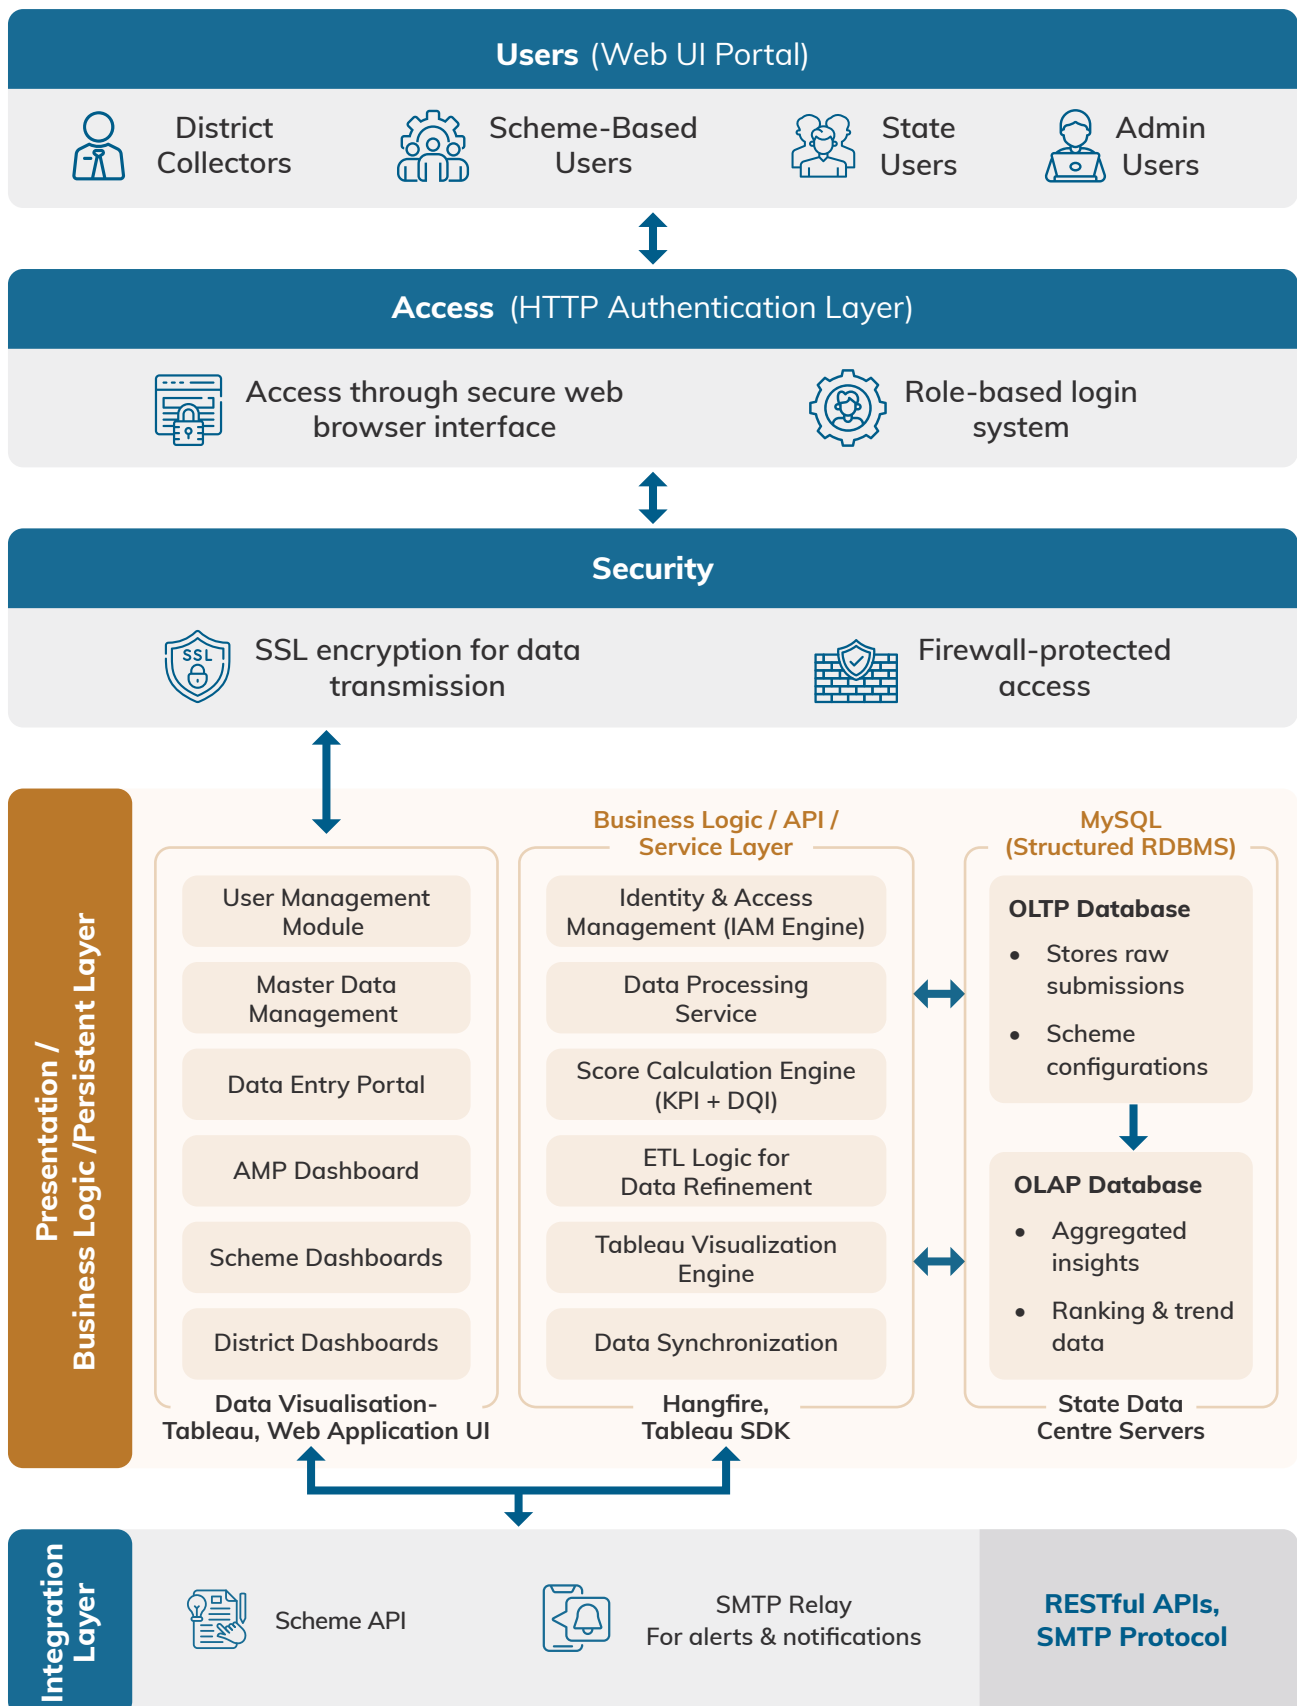 Users (Web UI Portal)
District
Collectors
Scheme-Based
Users
State
Users
Admin
Users
Access (HTTP Authentication Layer)
Access through secure web
browser interface
Role-based login
system
Security
SSL
SSL encryption for data
transmission
Firewall-protected
access
Presentation /
Business Logic /Persistent Layer
User Management
Module
Master Data
Management
Data Entry Portal
AMP Dashboard
Scheme Dashboards
District Dashboards
Data Visualisation-
Tableau, Web Application UI
Business Logic / API /
Service Layer
Identity & Access
Management (IAM Engine)
Data Processing
Service
Score Calculation Engine
(KPI + DQI)
ETL Logic for
Data Refinement
Tableau Visualization
Engine
Data Synchronization
Hangfire,
Tableau SDK
MySQL
(Structured RDBMS)
OLTP Database
• Stores raw
submissions
• Scheme
configurations
OLAP Database
• Aggregated
insights
• Ranking & trend
data
State Data
Centre Servers
Integration
Layer
Scheme API
SMTP Relay
For alerts & notifications
RESTful APIs,
SMTP Protocol